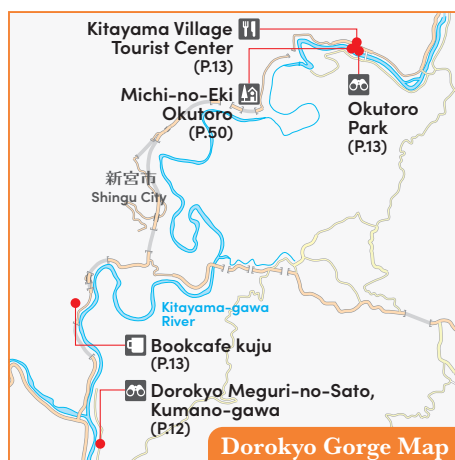 Kitayama Village
Tourist Center
(P.13)
Michi-no-Eki
Okutoro
(P.50)
Okutoro
Park
(P.13)
新宮市
Shingu City
Kitayama-gawa
River
Bookcafe kuju
(P.13)
Dorokyo Meguri-no-Sato,
Kumano-gawa
(P.12)
Dorokyo Gorge Map